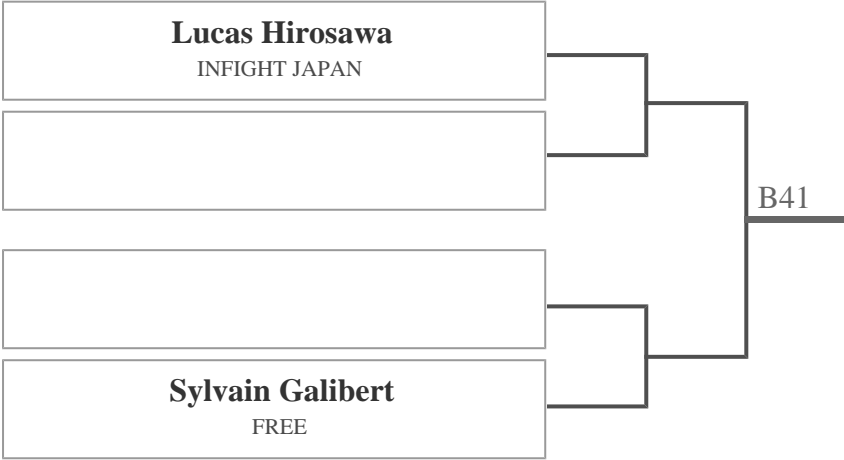 Lucas Hirosawa
INFIGHT JAPAN
B41
Sylvain Galibert
FREE